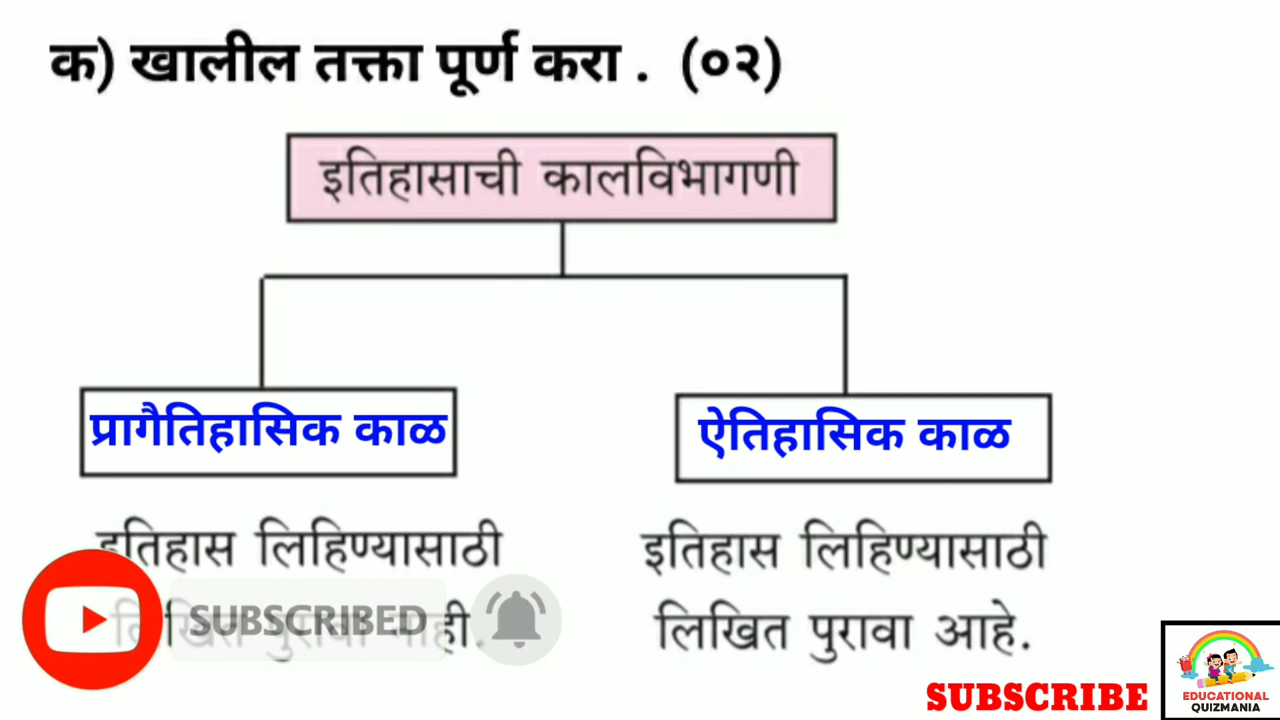 क) खालील तक्ता पूर्ण करा . (०२)
इतिहासाची कालविभागणी
प्रागैतिहासिक काळ
ऐतिहासिक काळ
इतिहास लिहिण्यासाठी
लिखित पुरावा नाही.
इतिहास लिहिण्यासाठी
लिखित पुरावा आहे.
SUBSCRIBED
SUBSCRIBE
EDUCATIONAL
QUIZMANIA